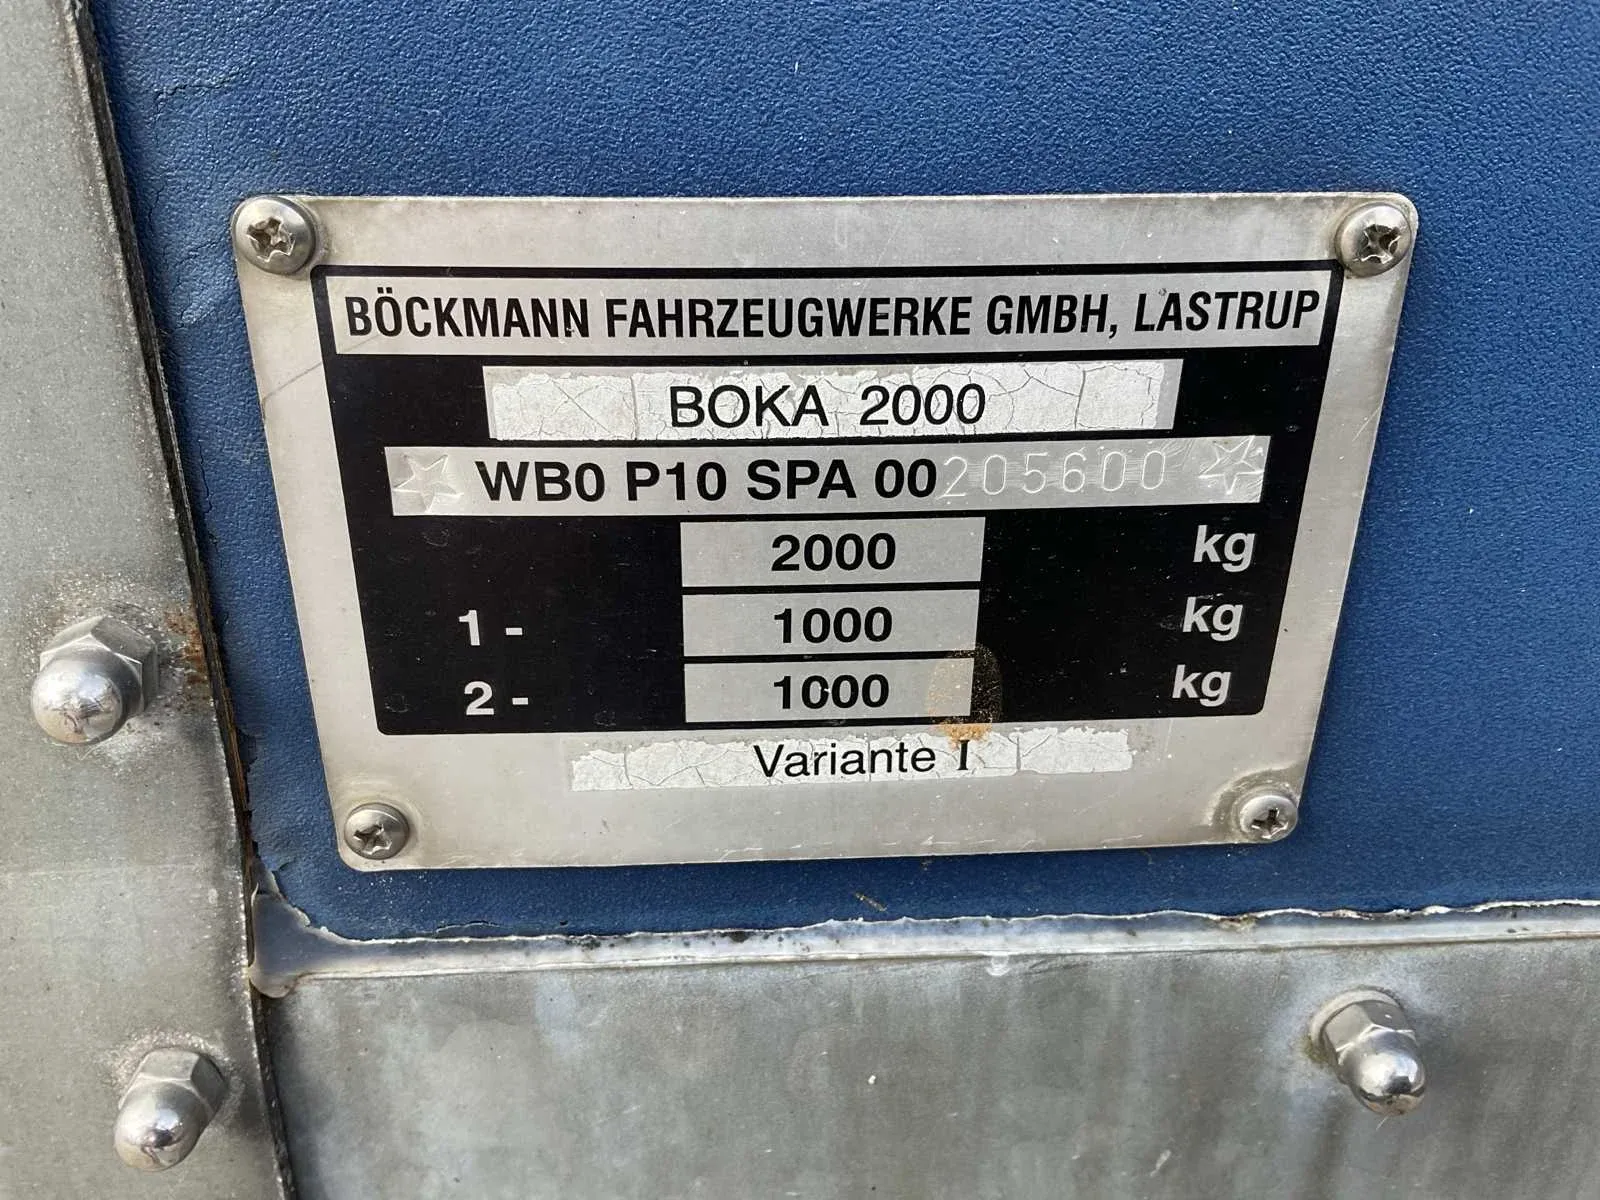 BÖCKMANN FAHRZEUGWERKE GMBH, LASTRUP
BOKA 2000
WB0 P10 SPA 00205600
2000 kg
1- 1000 kg
2- 1000 kg
Variante I